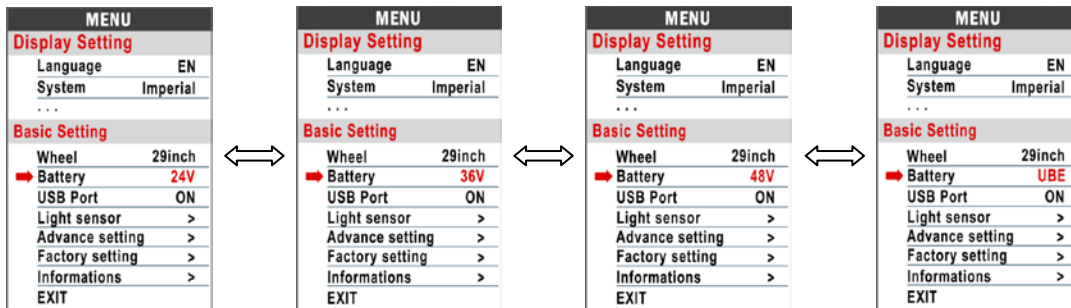 MENU
Display Setting
Language EN
System Imperial
. . .
Basic Setting
Wheel 29inch
Battery 24V
USB Port ON
Light sensor >
Advance setting >
Factory setting >
Informations >
EXIT
MENU
Display Setting
Language EN
System Imperial
. . .
Basic Setting
Wheel 29inch
Battery 36V
USB Port ON
Light sensor >
Advance setting >
Factory setting >
Informations >
EXIT
MENU
Display Setting
Language EN
System Imperial
. . .
Basic Setting
Wheel 29inch
Battery 48V
USB Port ON
Light sensor >
Advance setting >
Factory setting >
Informations >
EXIT
MENU
Display Setting
Language EN
System Imperial
. . .
Basic Setting
Wheel 29inch
Battery UBE
USB Port ON
Light sensor >
Advance setting >
Factory setting >
Informations >
EXIT